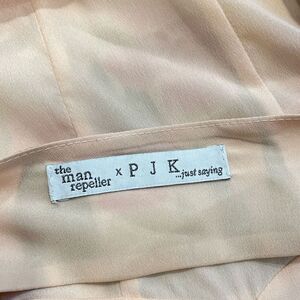 the
man
repeller
x P J K
...just saying